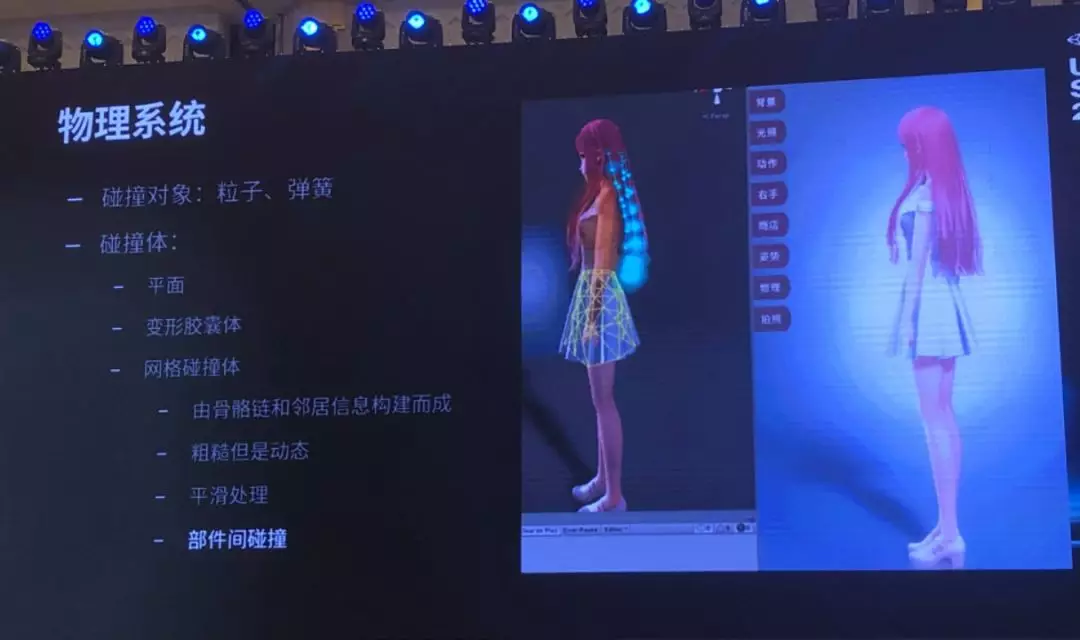 物理系统
– 碰撞对象：粒子、弹簧
– 碰撞体：
– 平面
– 变形胶囊体
– 网格碰撞体
– 由骨骼链和邻居信息构建而成
– 粗糙但是动态
– 平滑处理
– 部件间碰撞
背景
光照
动作
右手
商店
姿势
物理
拍照
< Persp
U
S
2